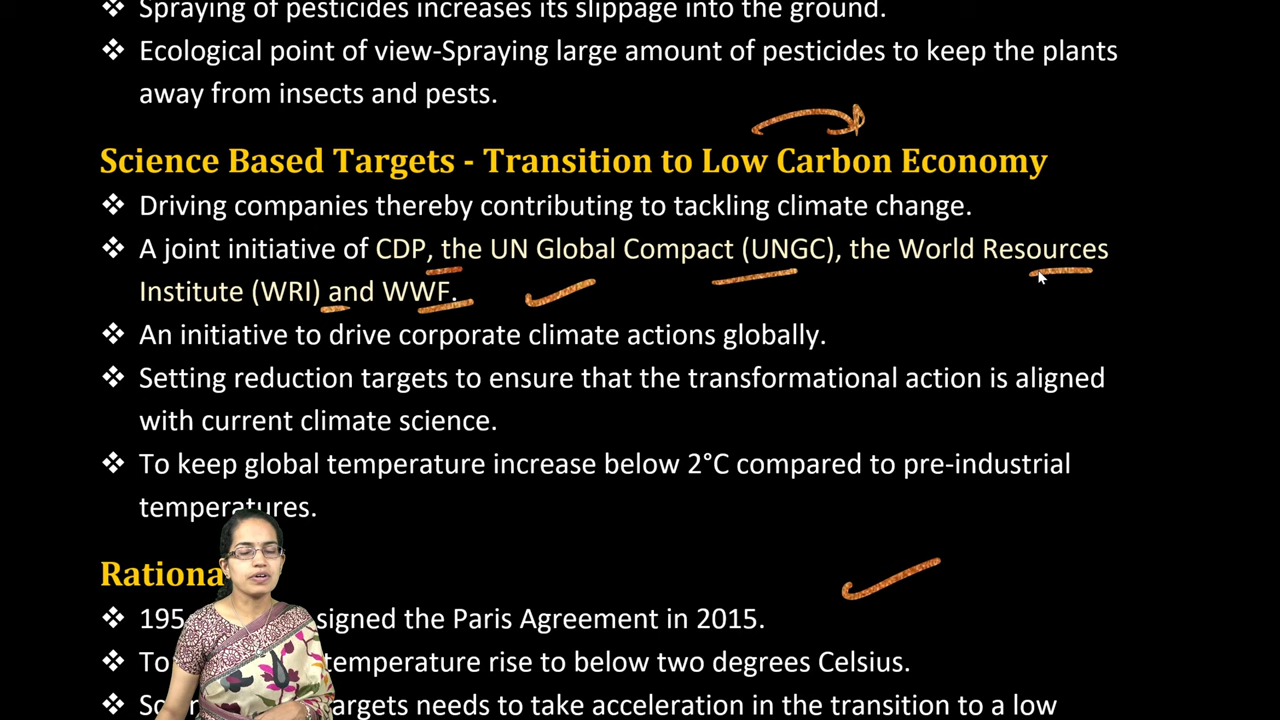 Spraying of pesticides increases its slippage into the ground.
❖ Ecological point of view-Spraying large amount of pesticides to keep the plants
away from insects and pests.
Science Based Targets - Transition to Low Carbon Economy
❖ Driving companies thereby contributing to tackling climate change.
❖ A joint initiative of CDP, the UN Global Compact (UNGC), the World Resources
Institute (WRI) and WWF.
❖ An initiative to drive corporate climate actions globally.
❖ Setting reduction targets to ensure that the transformational action is aligned
with current climate science.
❖ To keep global temperature increase below 2°C compared to pre-industrial
temperatures.
❖ 195 signed the Paris Agreement in 2015.
❖ temperature rise to below two degrees Celsius.
❖ needs to take acceleration in the transition to a low